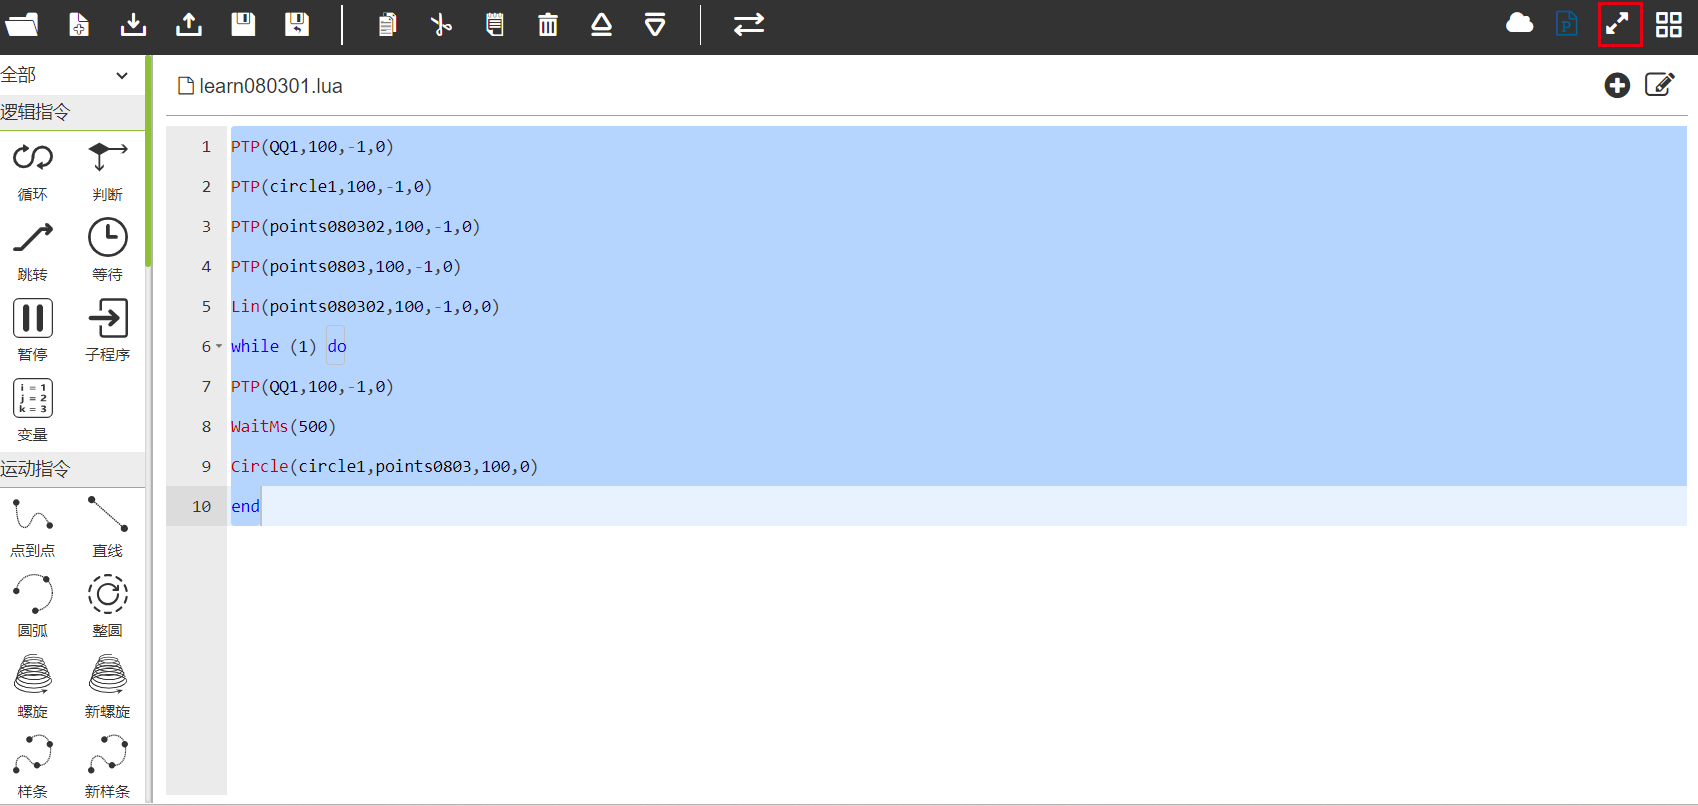 P
全部
逻辑指令
循环 判断
跳转 等待
暂停 子程序
i = 1
j = 2
k = 3
变量
运动指令
点到点 直线
圆弧 整圆
螺旋 新螺旋
样条 新样条
learn080301.lua
1 PTP(QQ1,100,-1,0)
2 PTP(circle1,100,-1,0)
3 PTP(points080302,100,-1,0)
4 PTP(points0803,100,-1,0)
5 Lin(points080302,100,-1,0,0)
6 while (1) do
7 PTP(QQ1,100,-1,0)
8 WaitMs(500)
9 Circle(circle1,points0803,100,0)
10 end